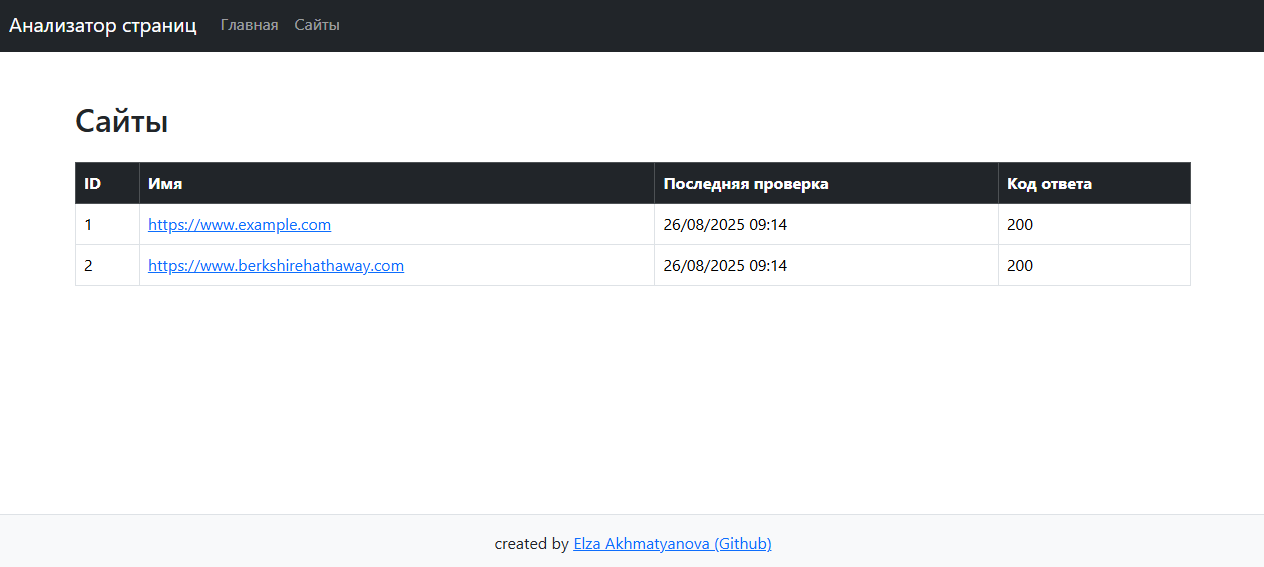 Анализатор страниц Главная Сайты
Сайты
ID Имя Последняя проверка Код ответа
1 https://www.example.com 26/08/2025 09:14 200
2 https://www.berkshirehathaway.com 26/08/2025 09:14 200
created by Elza Akhmatyanova (Github)